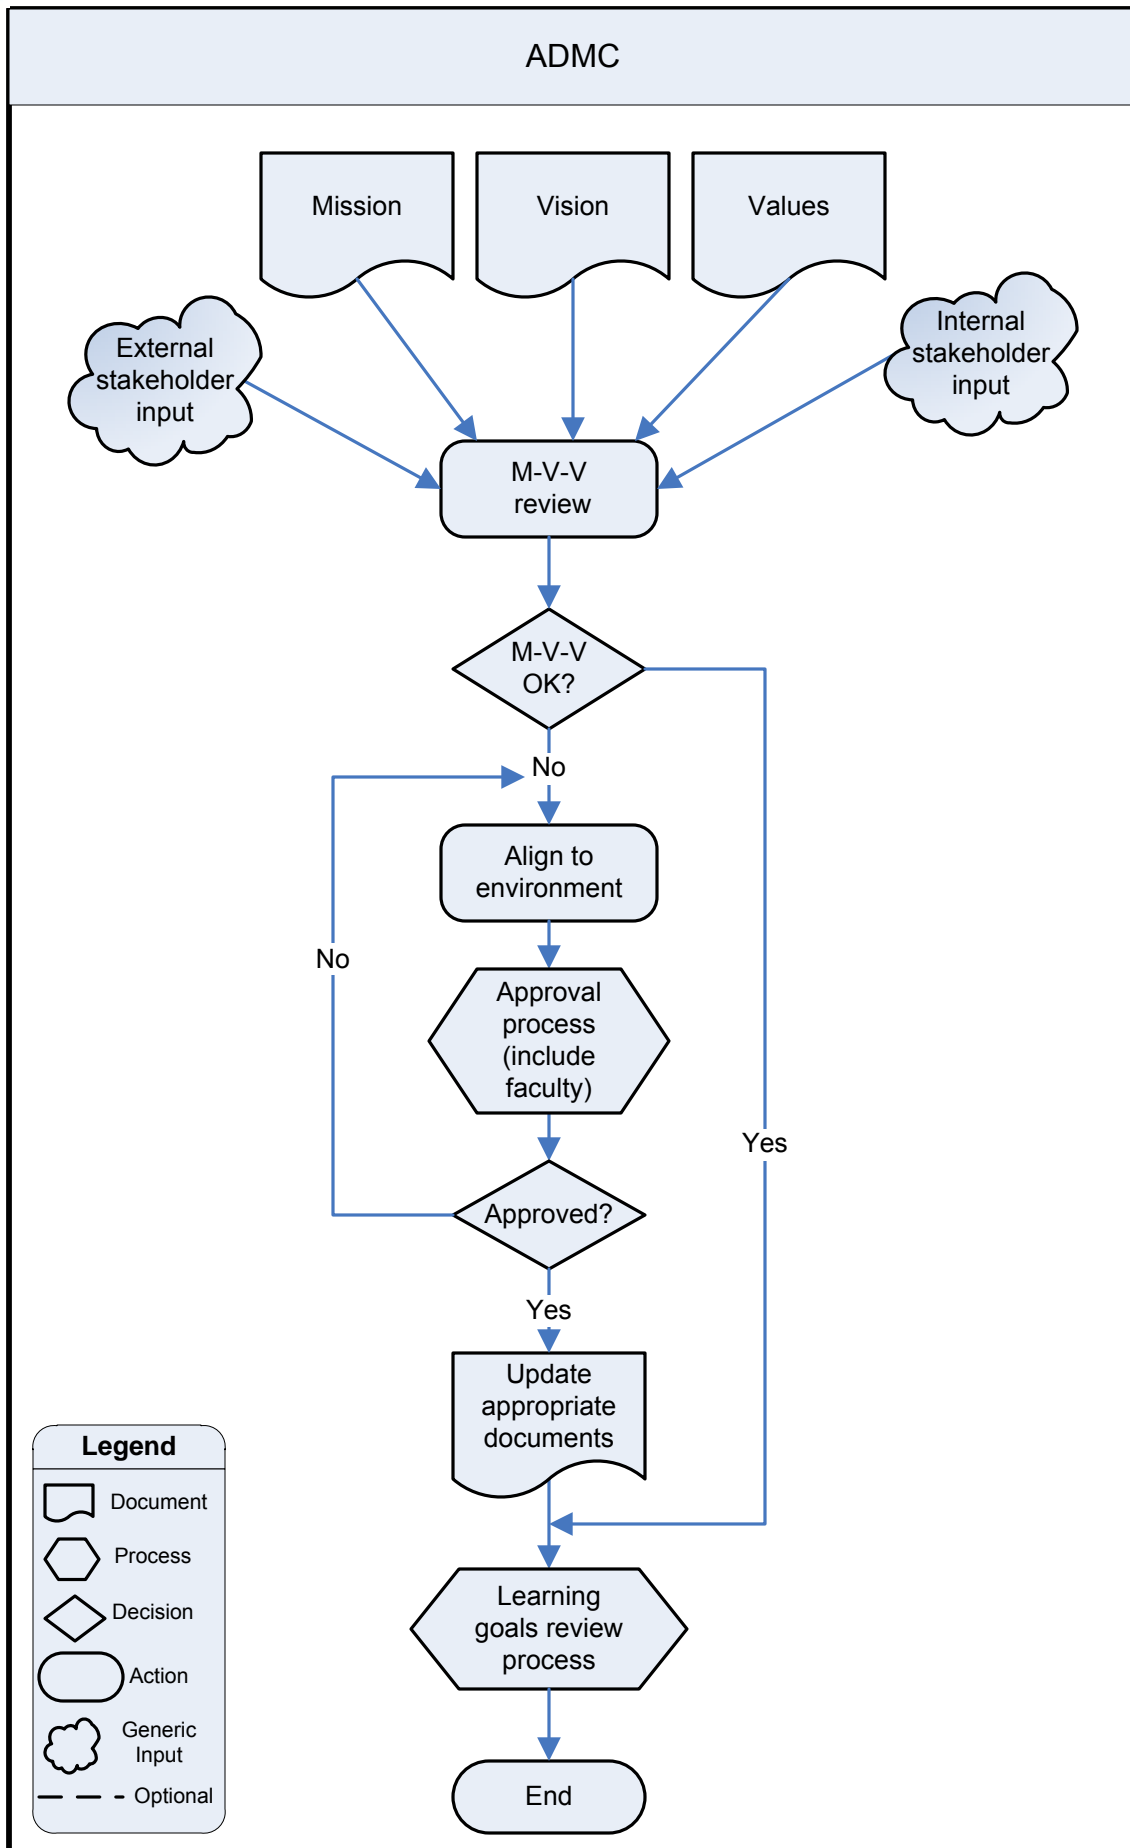 ADMC
Mission
Vision
Values
External
stakeholder
input
Internal
stakeholder
input
M-V-V
review
M-V-V
OK?
No
Align to
environment
No
Approval
process
(include
faculty)
Yes
Approved?
Yes
Update
appropriate
documents
Learning
goals review
process
End
Legend
Document
Process
Decision
Action
Generic
Input
Optional